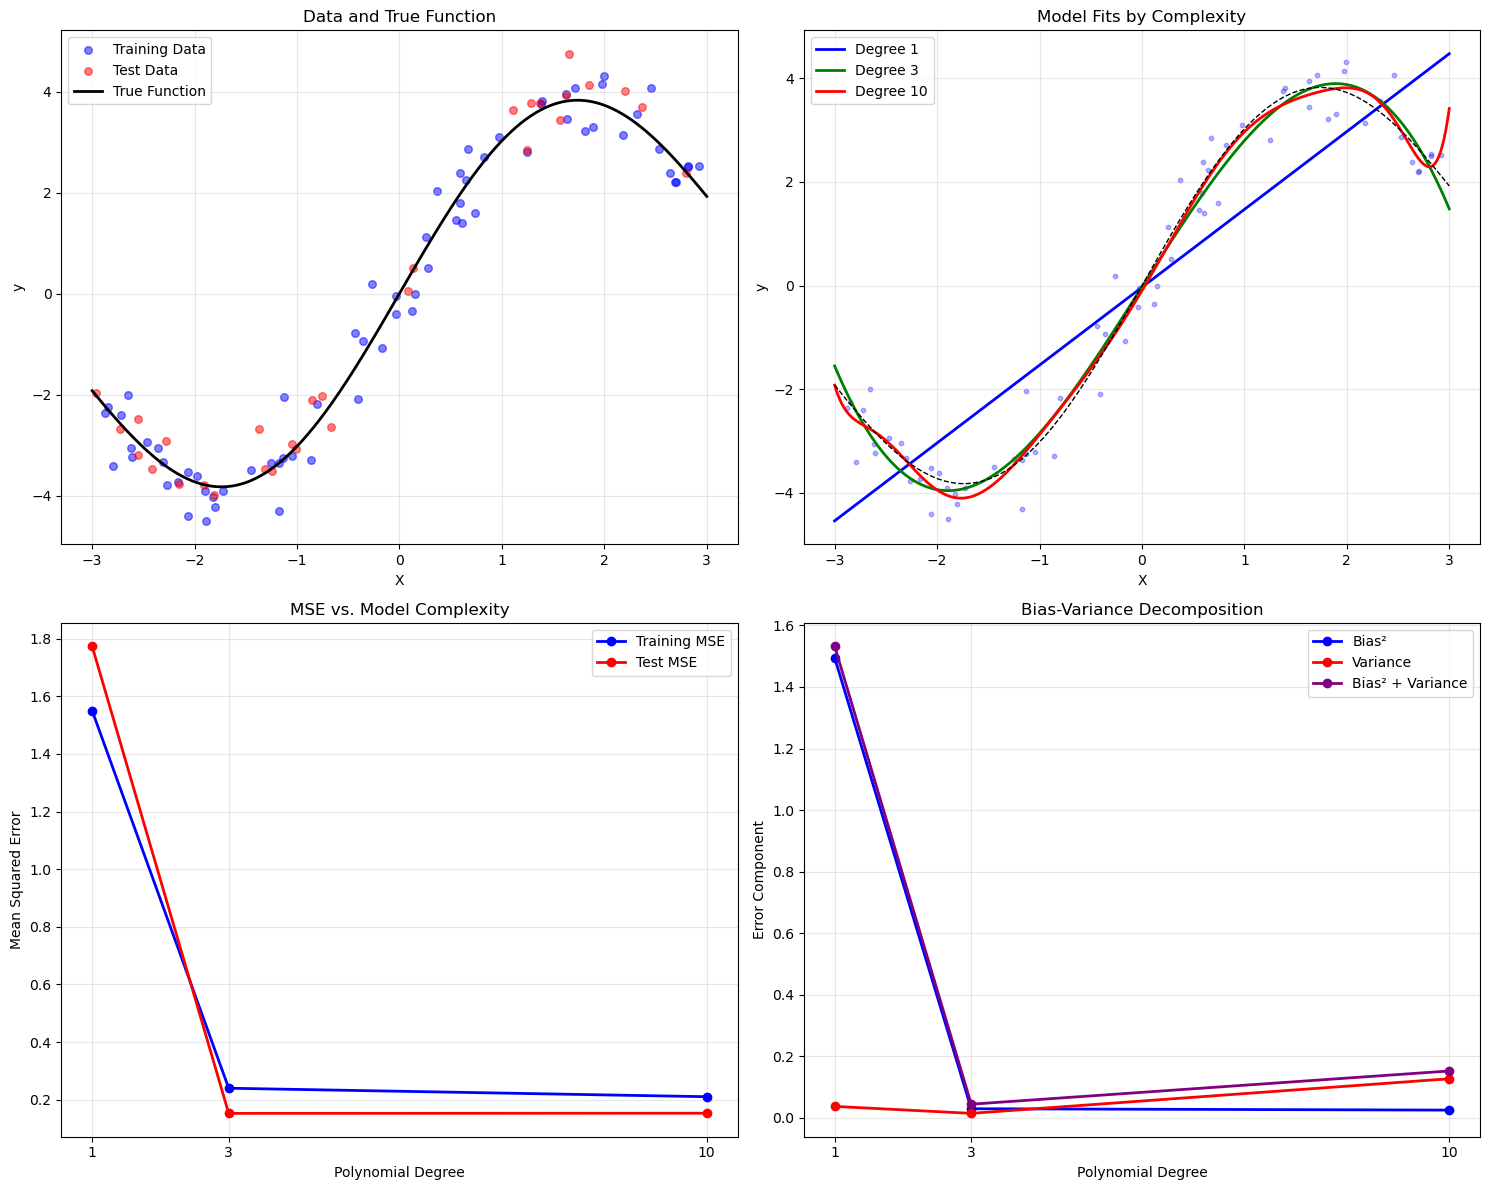 Data and True Function
Training Data
Test Data
True Function
4
2
0
−2
−4
y
−3
−2
−1
0
1
2
3
X
Model Fits by Complexity
Degree 1
Degree 3
Degree 10
4
2
0
−2
−4
y
−3
−2
−1
0
1
2
3
X
MSE vs. Model Complexity
Training MSE
Test MSE
1.8
1.6
1.4
1.2
1.0
0.8
0.6
0.4
0.2
Mean Squared Error
1
3
10
Polynomial Degree
Bias-Variance Decomposition
Bias²
Variance
Bias² + Variance
1.6
1.4
1.2
1.0
0.8
0.6
0.4
0.2
0.0
Error Component
1
3
10
Polynomial Degree